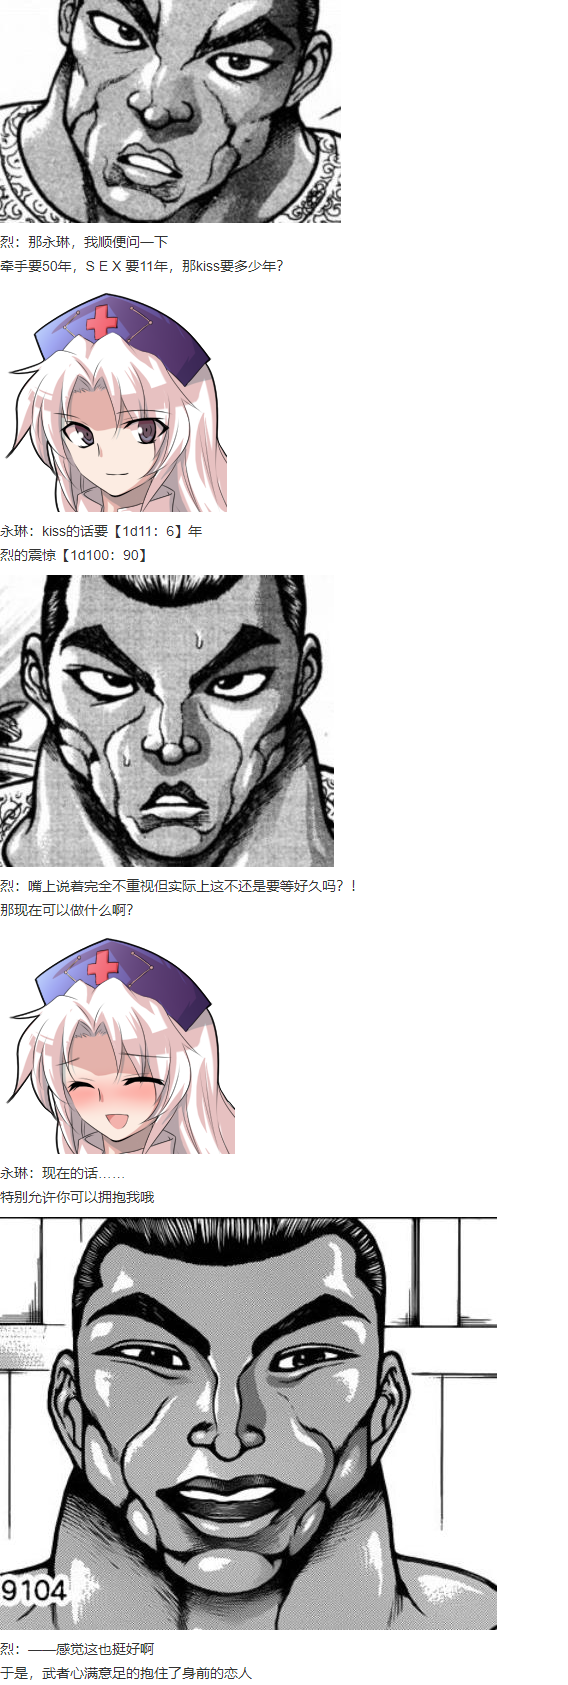 烈：那永琳，我顺便问一下
牵手要50年，S E X 要11年，那kiss要多少年？
永琳：kiss的话要【1d11：6】年
烈的震惊【1d100：90】
烈：嘴上说着完全不重视但实际上这不还是要等好久吗？！
那现在可以做什么啊？
永琳：现在的话……
特别允许你可以拥抱我哦
9104
烈：——感觉这也挺好啊
于是，武者心满意足的抱住了身前的恋人